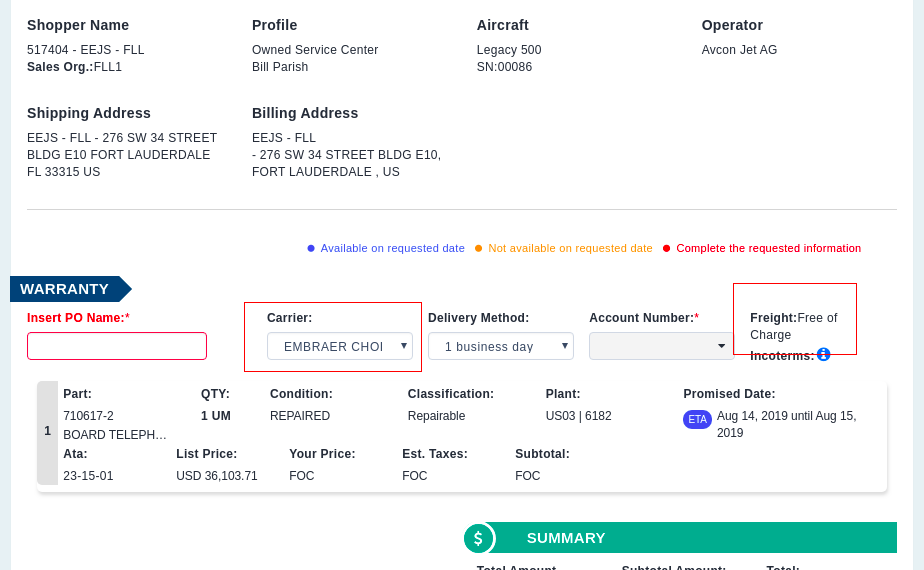 Shopper Name
517404 - EEJS - FLL
Sales Org.:FLL1
Profile
Owned Service Center
Bill Parish
Aircraft
Legacy 500
SN:00086
Operator
Avcon Jet AG
Shipping Address
EEJS - FLL - 276 SW 34 STREET
BLDG E10 FORT LAUDERDALE
FL 33315 US
Billing Address
EEJS - FLL
- 276 SW 34 STREET BLDG E10,
FORT LAUDERDALE , US
Available on requested date Not available on requested date Complete the requested information
WARRANTY
Insert PO Name:*
Carrier:
EMBRAER CHOI
Delivery Method:
1 business day
Account Number:*
Freight:Free of
Charge
Incoterms:
1
Part:
710617-2
BOARD TELEPH…
QTY:
1 UM
Condition:
REPAIRED
Classification:
Repairable
Plant:
US03 | 6182
Promised Date:
ETA Aug 14, 2019 until Aug 15,
2019
Ata:
23-15-01
List Price:
USD 36,103.71
Your Price:
FOC
Est. Taxes:
FOC
Subtotal:
FOC
$ SUMMARY
Total Amount Subtotal Amount: Total: